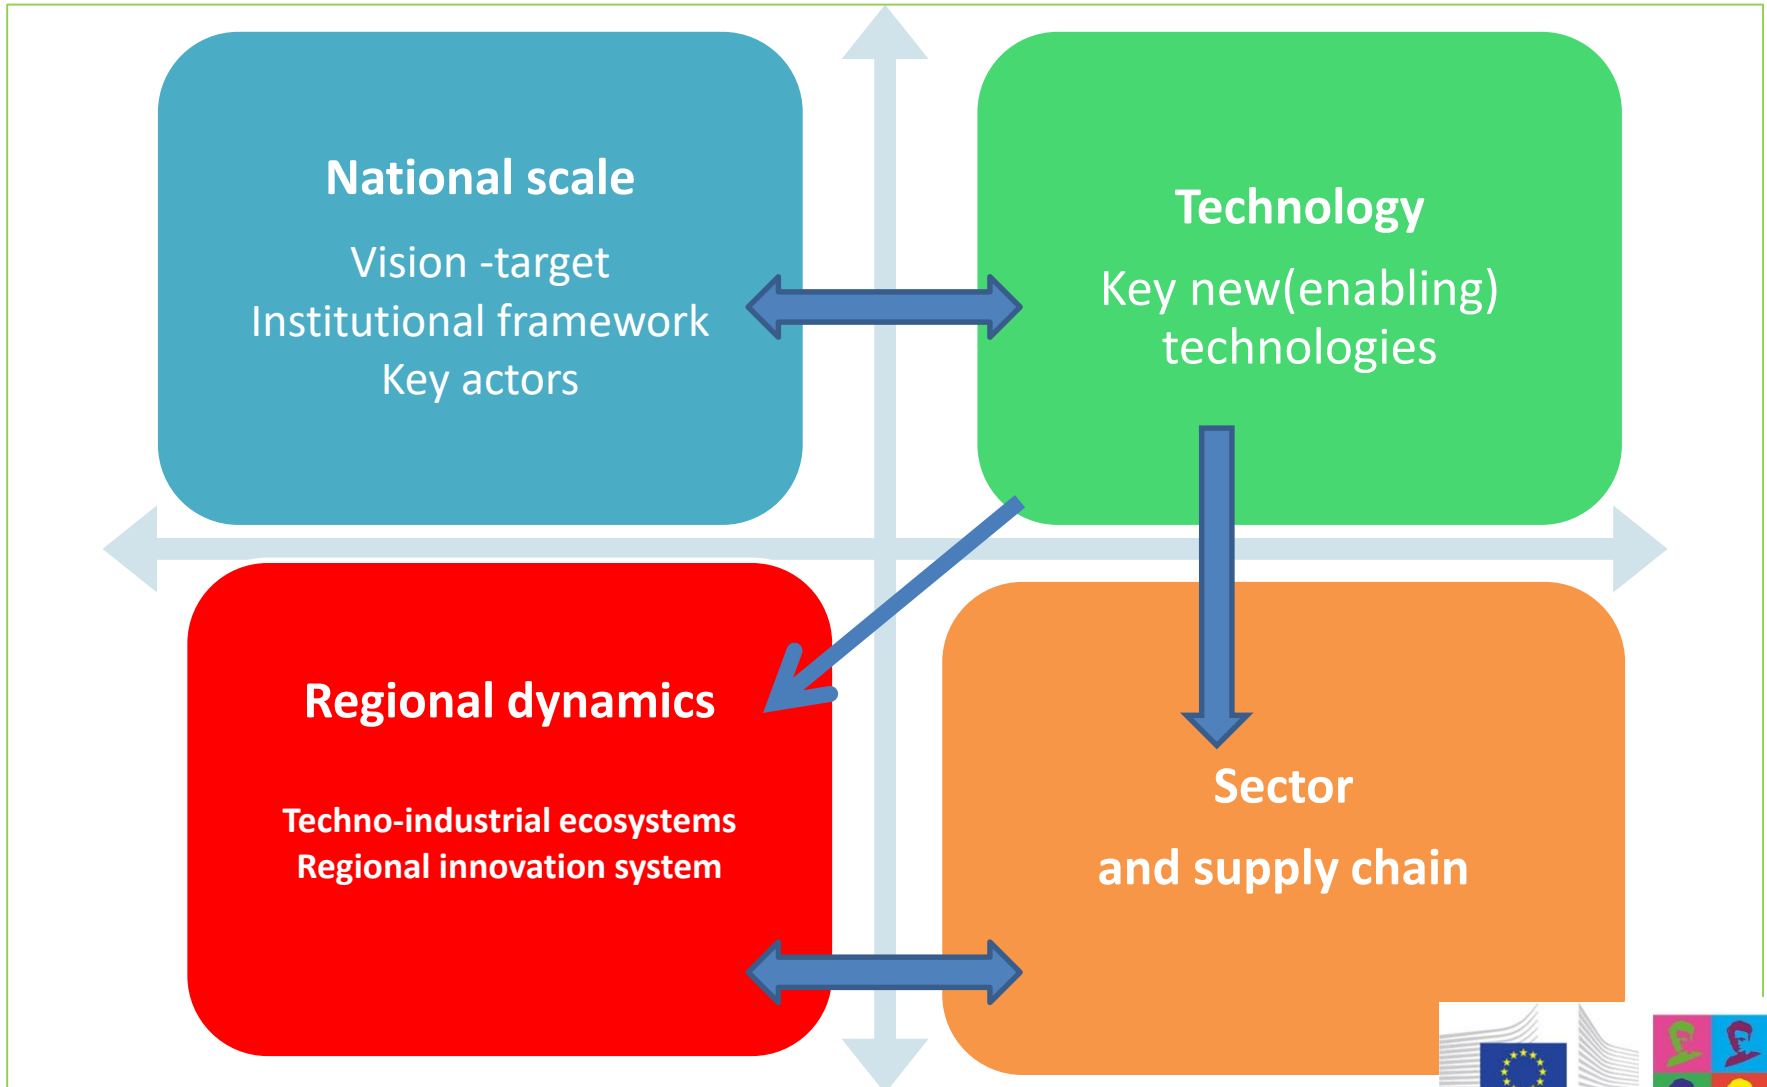 National scale
Vision -target
Institutional framework
Key actors
Technology
Key new(enabling)
technologies
Regional dynamics
Techno-industrial ecosystems
Regional innovation system
Sector
and supply chain